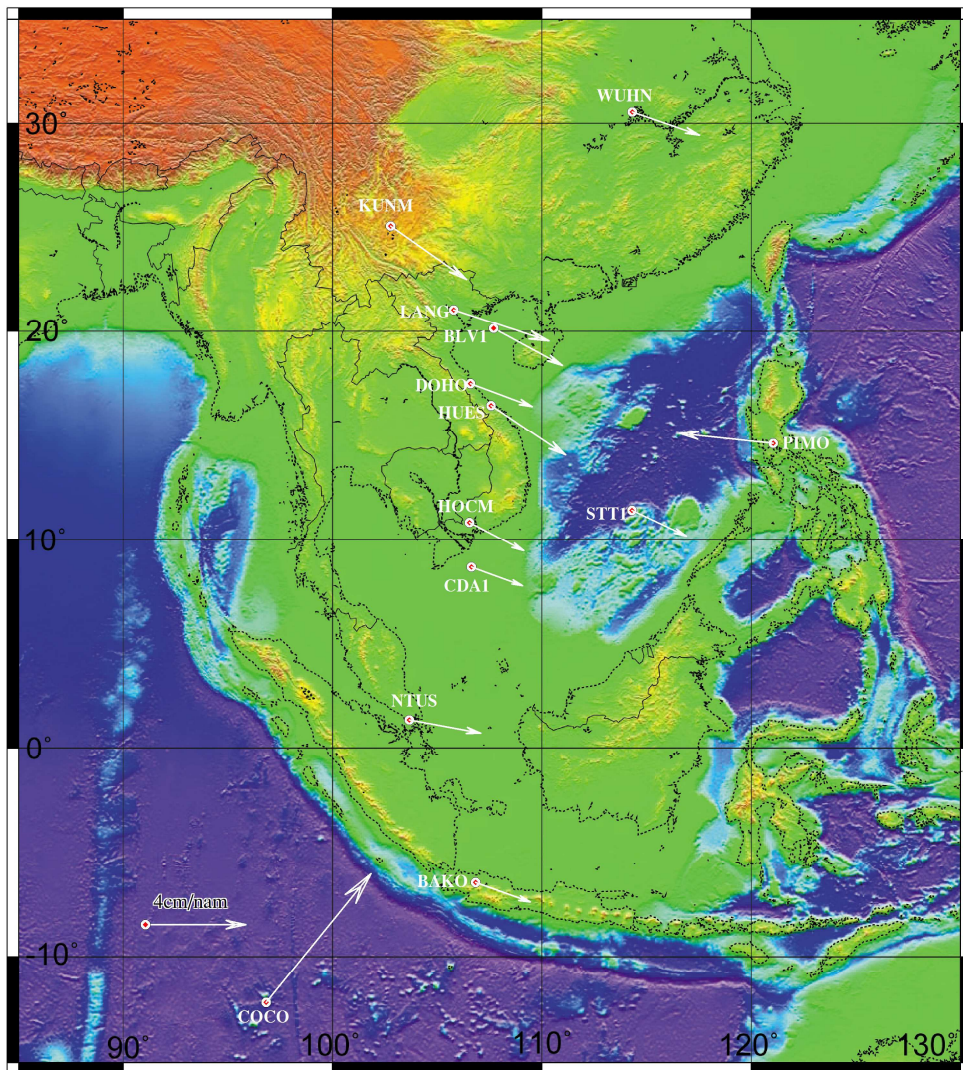 WUHN
30°
KUNM
LANG
20°
BLV1
DOHO
HUES
PIMO
HOCM
STT1
10°
CDA1
NTUS
0°
BAKO
4cm/nam
-10°
COCO
90°
100°
110°
120°
130°